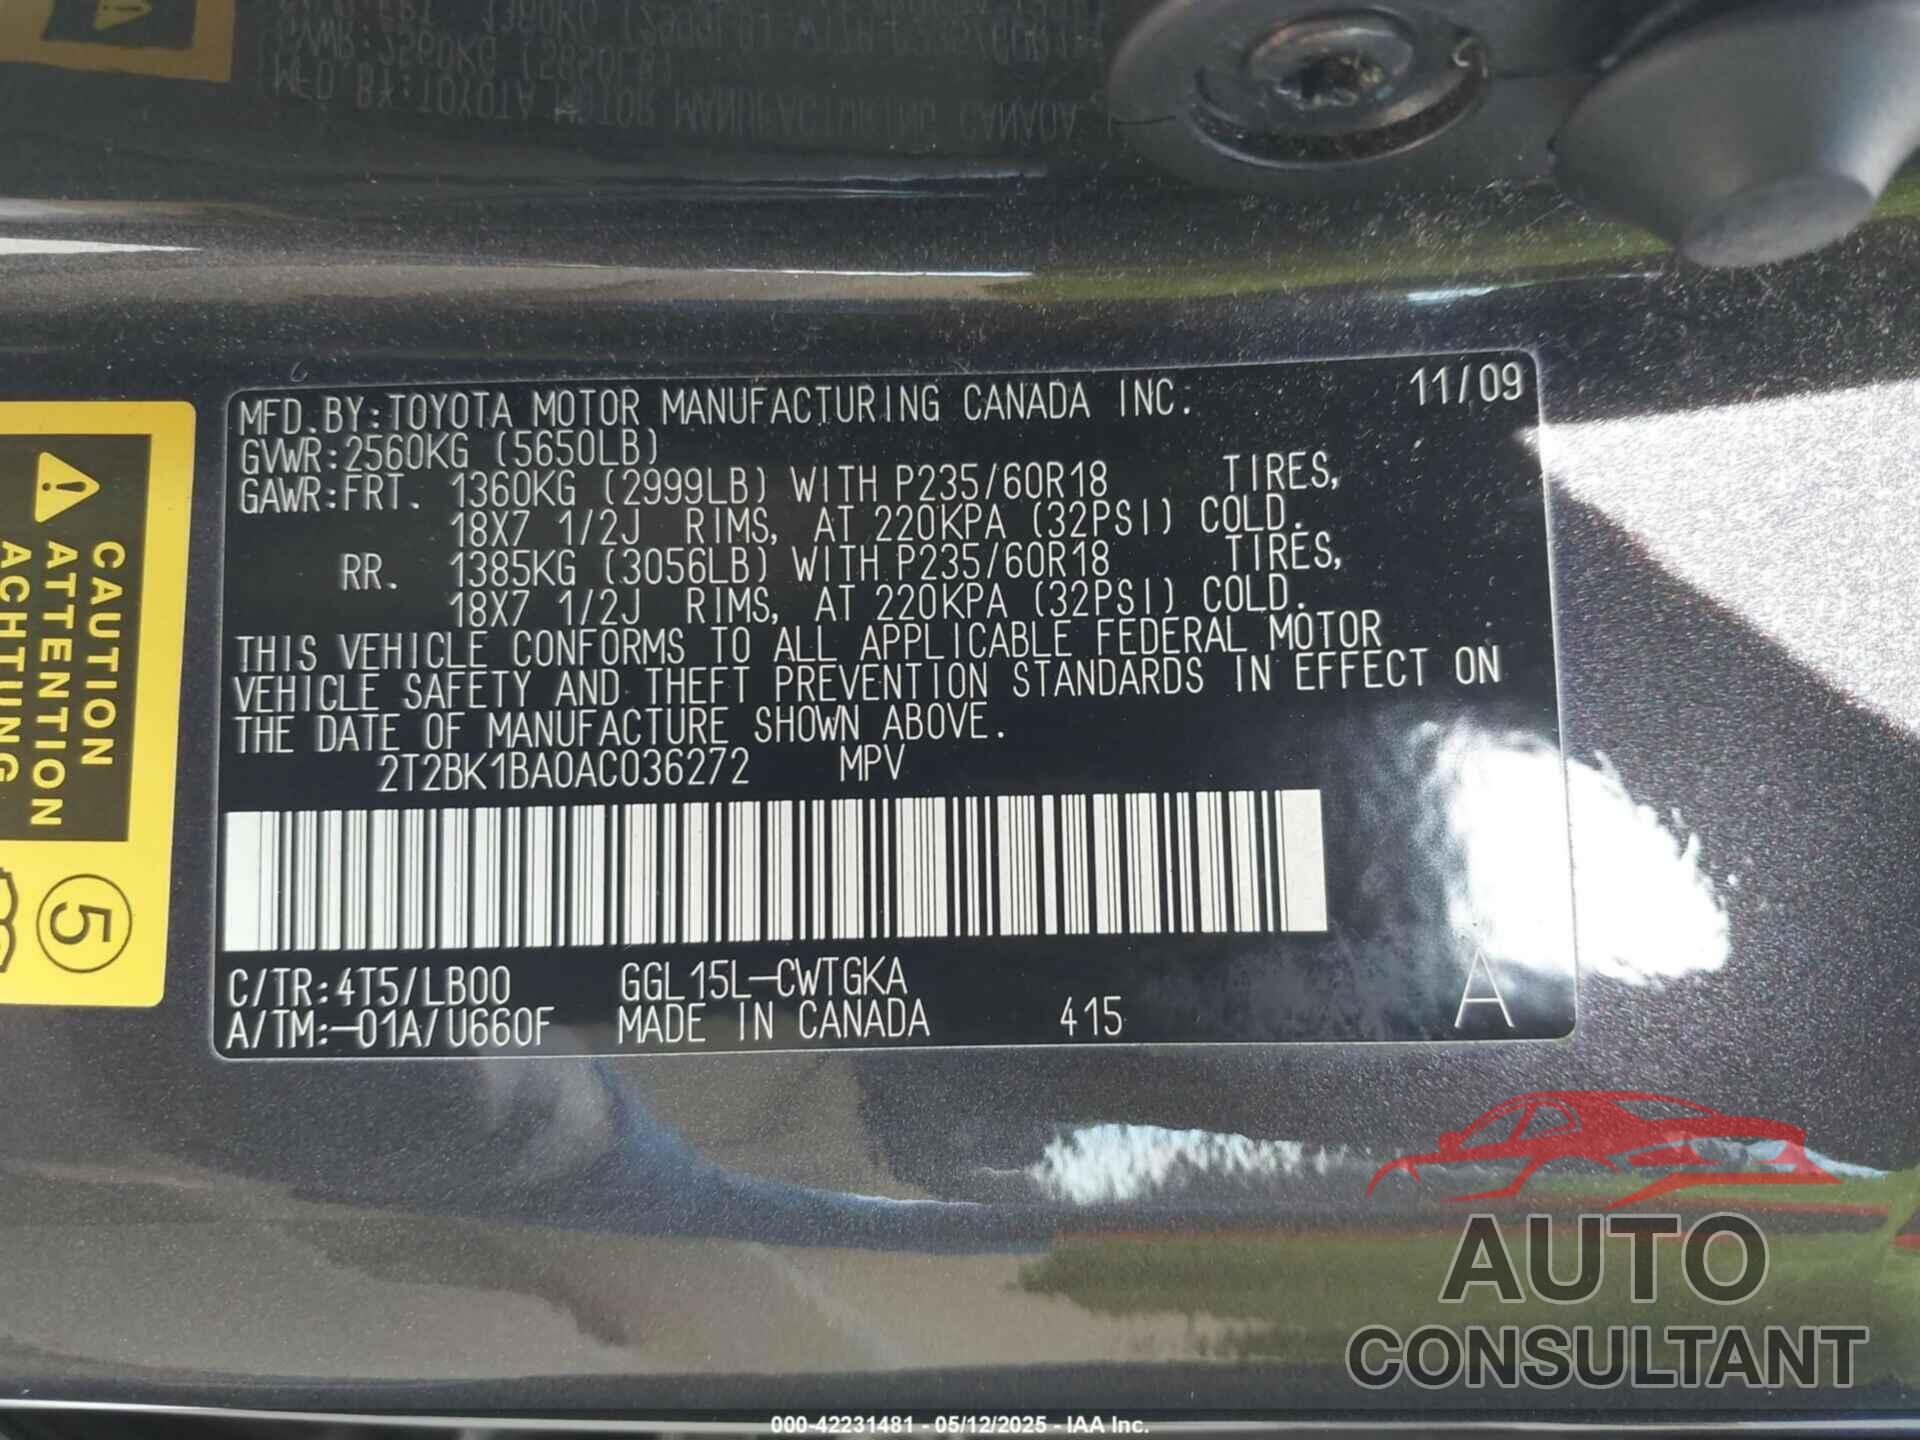 MFD.BY:TOYOTA MOTOR MANUFACTURING CANADA INC. 11/09
GVWR:2560KG (5650LB)
GAWR:FRT. 1360KG (2999LB) WITH P235/60R18 TIRES,
18X7 1/2J RIMS, AT 220KPA (32PSI) COLD.
RR. 1385KG (3056LB) WITH P235/60R18 TIRES,
18X7 1/2J RIMS, AT 220KPA (32PSI) COLD.
THIS VEHICLE CONFORMS TO ALL APPLICABLE FEDERAL MOTOR
VEHICLE SAFETY AND THEFT PREVENTION STANDARDS IN EFFECT ON
THE DATE OF MANUFACTURE SHOWN ABOVE.
2T2BK1BA0AC036272 MPV
C/TR:4T5/LB00 GGL15L-CWTGKA
A/TM:-01A/U660F MADE IN CANADA 415 A
CAUTION
ATTENTION
ACHTUNG
5
AUTO
CONSULTANT
000-42231481 - 05/12/2025 - IAA Inc.